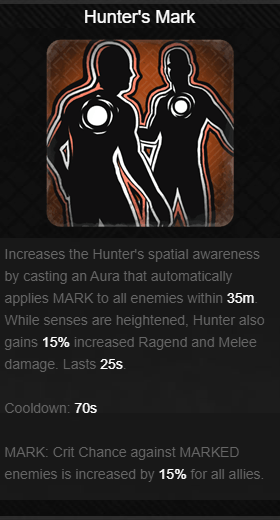 Hunter's Mark
Increases the Hunter's spatial awareness
by casting an Aura that automatically
applies MARK to all enemies within 35m.
While senses are heightened, Hunter also
gains 15% increased Ragend and Melee
damage. Lasts 25s.
Cooldown: 70s
MARK: Crit Chance against MARKED
enemies is increased by 15% for all allies.